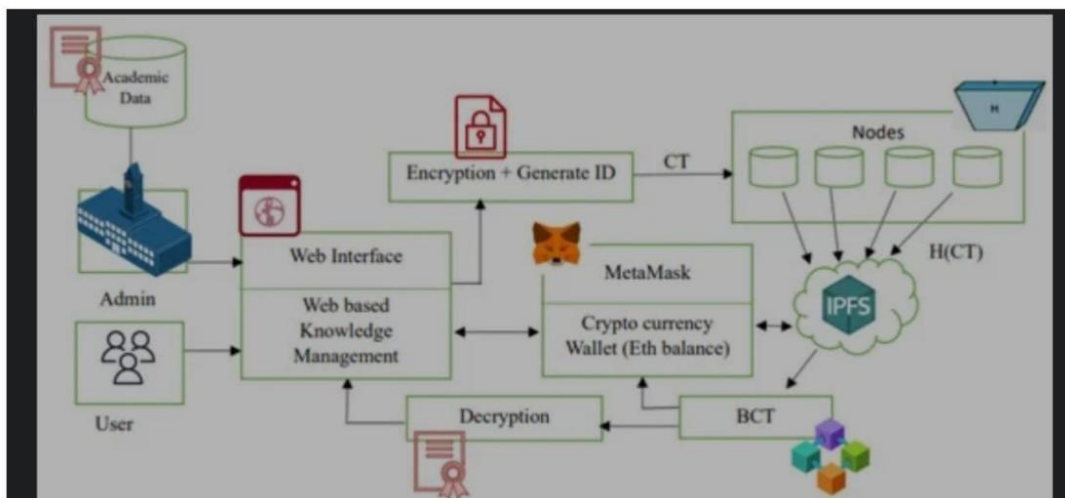 Academic
Data
Encryption + Generate ID
CT
Nodes
H
Web Interface
MetaMask
H(CT)
Admin
Web based
Knowledge
Management
Crypto currency
Wallet (Eth balance)
IPFS
User
Decryption
BCT